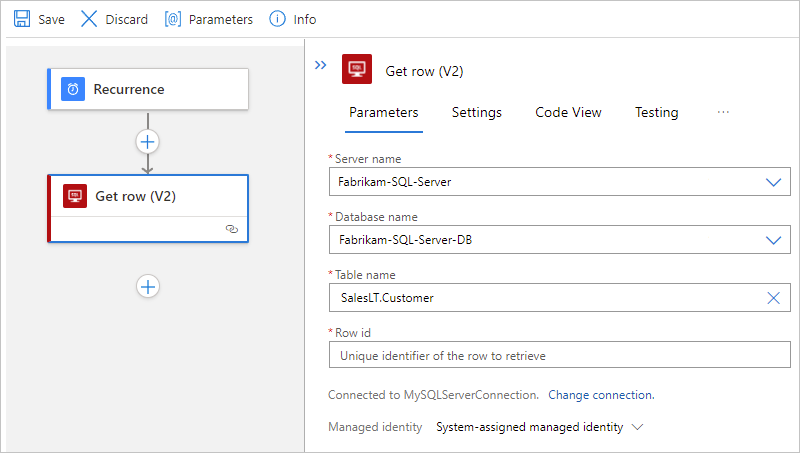 Save Discard [@] Parameters Info
Recurrence
SQL Get row (V2)
SQL Get row (V2)
Parameters Settings Code View Testing ...
* Server name
Fabrikam-SQL-Server
* Database name
Fabrikam-SQL-Server-DB
* Table name
SalesLT.Customer
* Row id
Unique identifier of the row to retrieve
Connected to MySQLServerConnection. Change connection.
Managed identity System-assigned managed identity